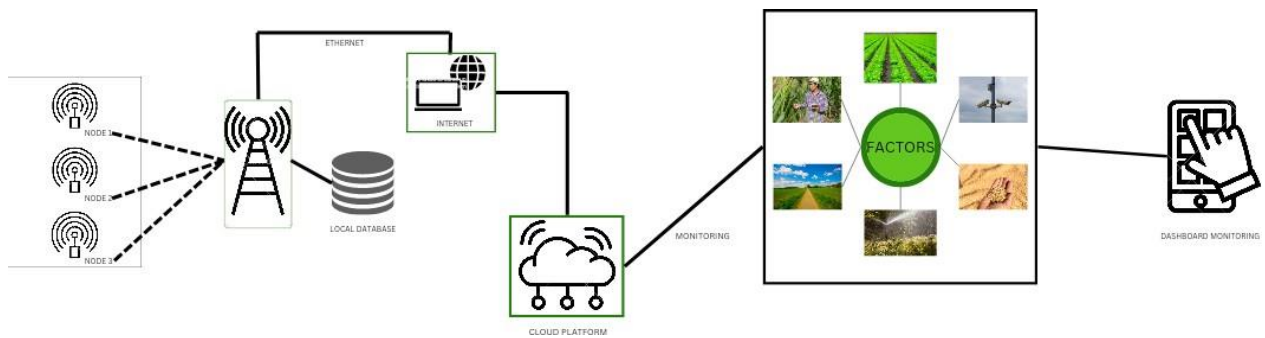 ETHERNET
NODE 1
NODE 2
NODE 3
LOCAL DATABASE
INTERNET
CLOUD PLATFORM
MONITORING
FACTORS
DASHBOARD MONITORING